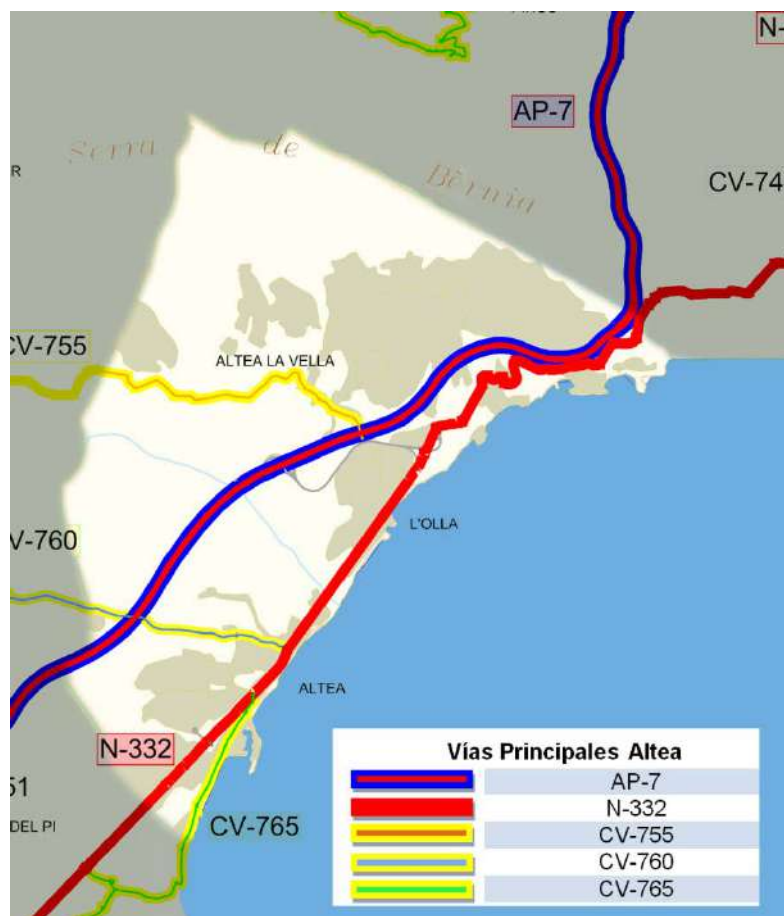 N-
AP-7
Serra de Bèrnia
R
CV-74
CV-755
ALTEA LA VELLA
L'OLLA
V-760
ALTEA
N-332
51
DEL PI
CV-765
Vías Principales Altea
AP-7
N-332
CV-755
CV-760
CV-765